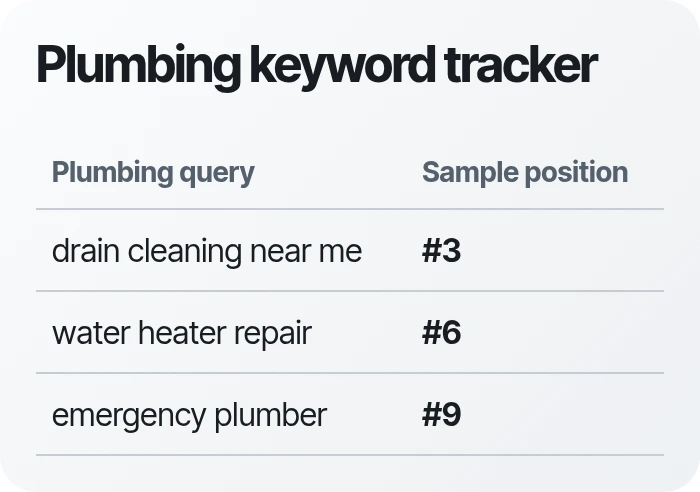 Plumbing keyword tracker
Plumbing query Sample position
drain cleaning near me #3
water heater repair #6
emergency plumber #9